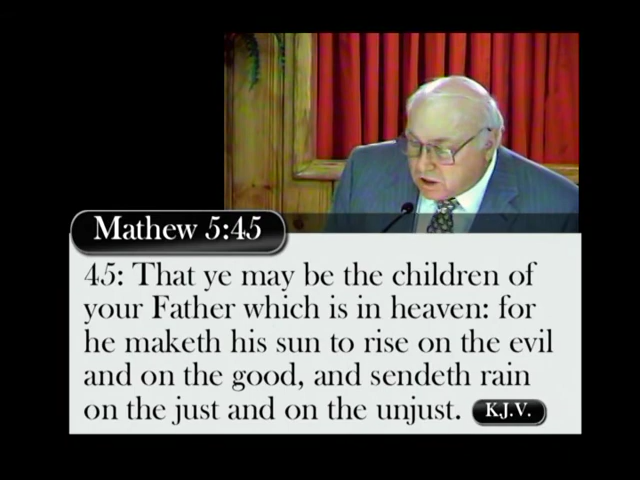 Mathew 5:45
45: That ye may be the children of
your Father which is in heaven: for
he maketh his sun to rise on the evil
and on the good, and sendeth rain
on the just and on the unjust.
K.J.V.